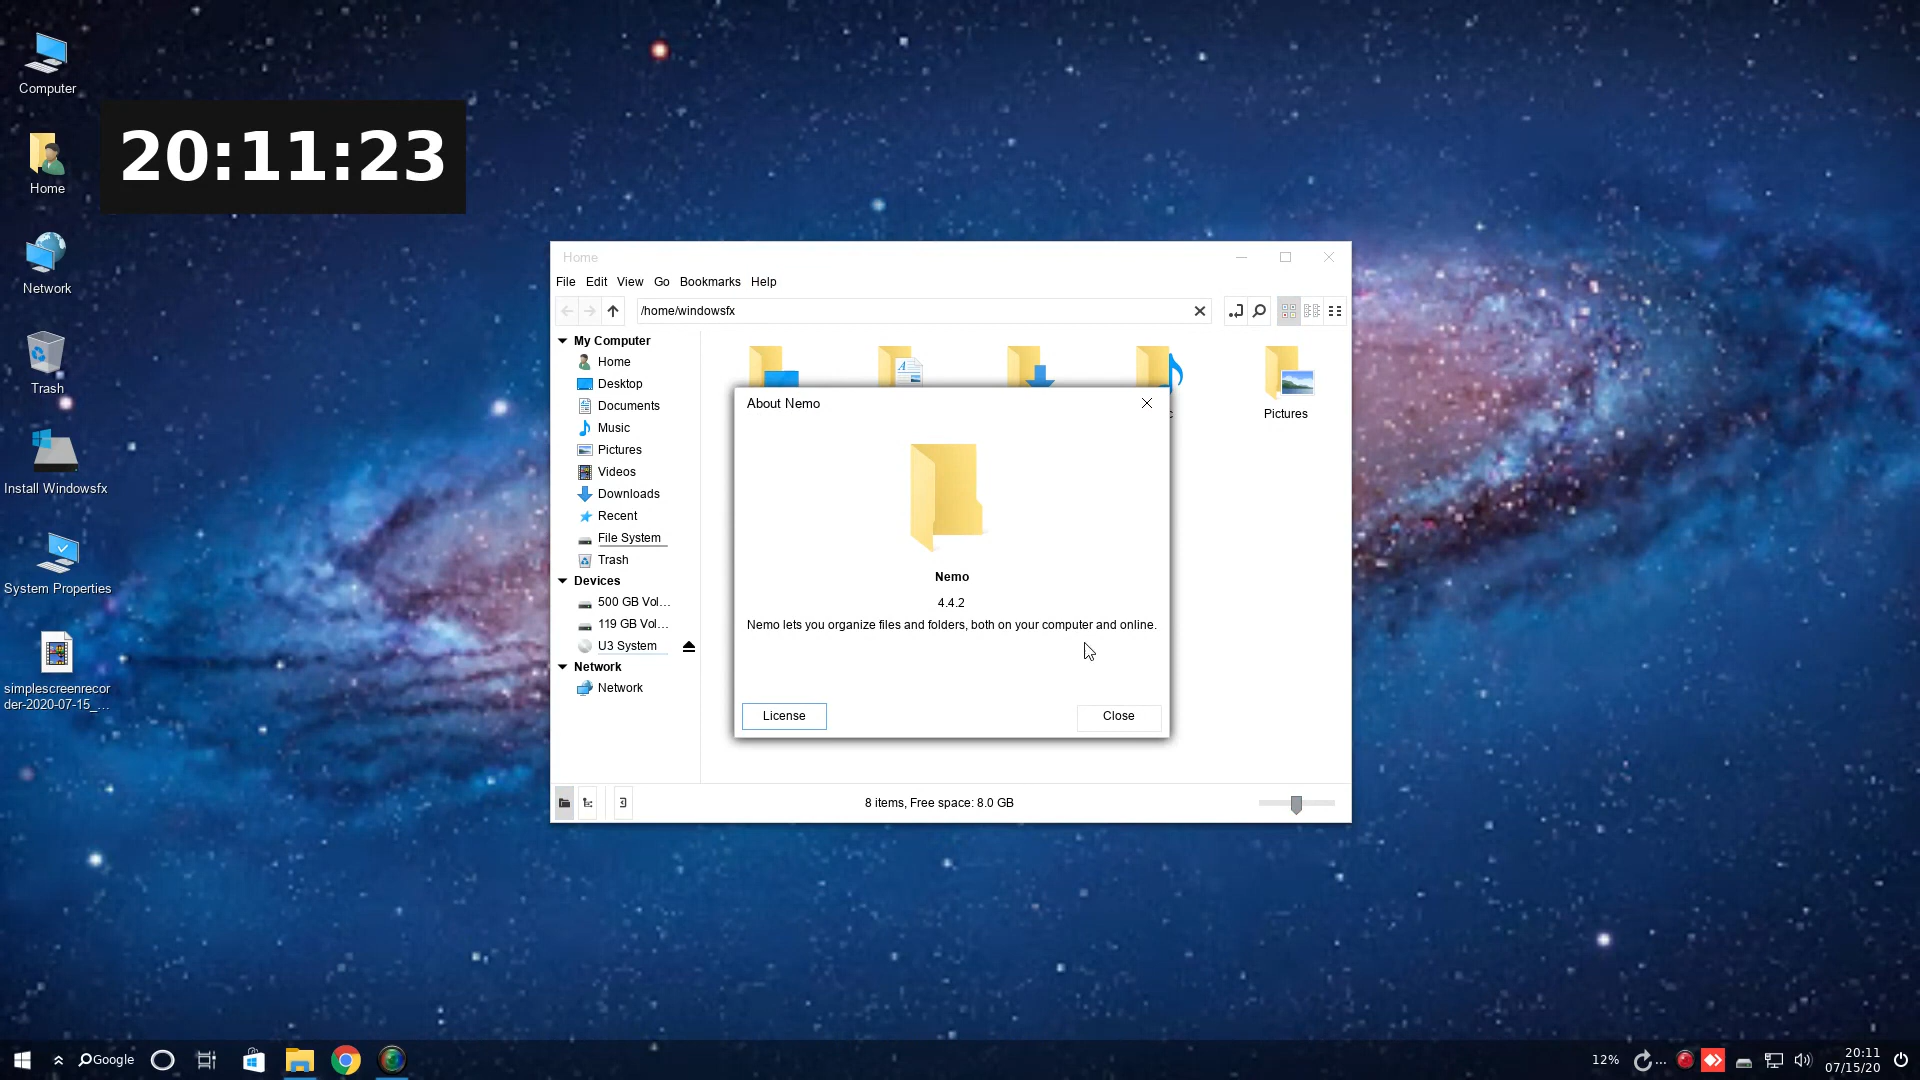 Computer
20:11:23
Home
Network
Trash
Install Windowsfx
System Properties
simplescreenrecor
der-2020-07-15_...
Home
File Edit View Go Bookmarks Help
/home/windowsfx
My Computer
Home
Desktop
Documents
Music
Pictures
Videos
Downloads
Recent
File System
Trash
Devices
500 GB Vol...
119 GB Vol...
U3 System
Network
Network
Pictures
About Nemo
Nemo
4.4.2
Nemo lets you organize files and folders, both on your computer and online.
License
Close
8 items, Free space: 8.0 GB
Google
12%
...
20:11
07/15/20